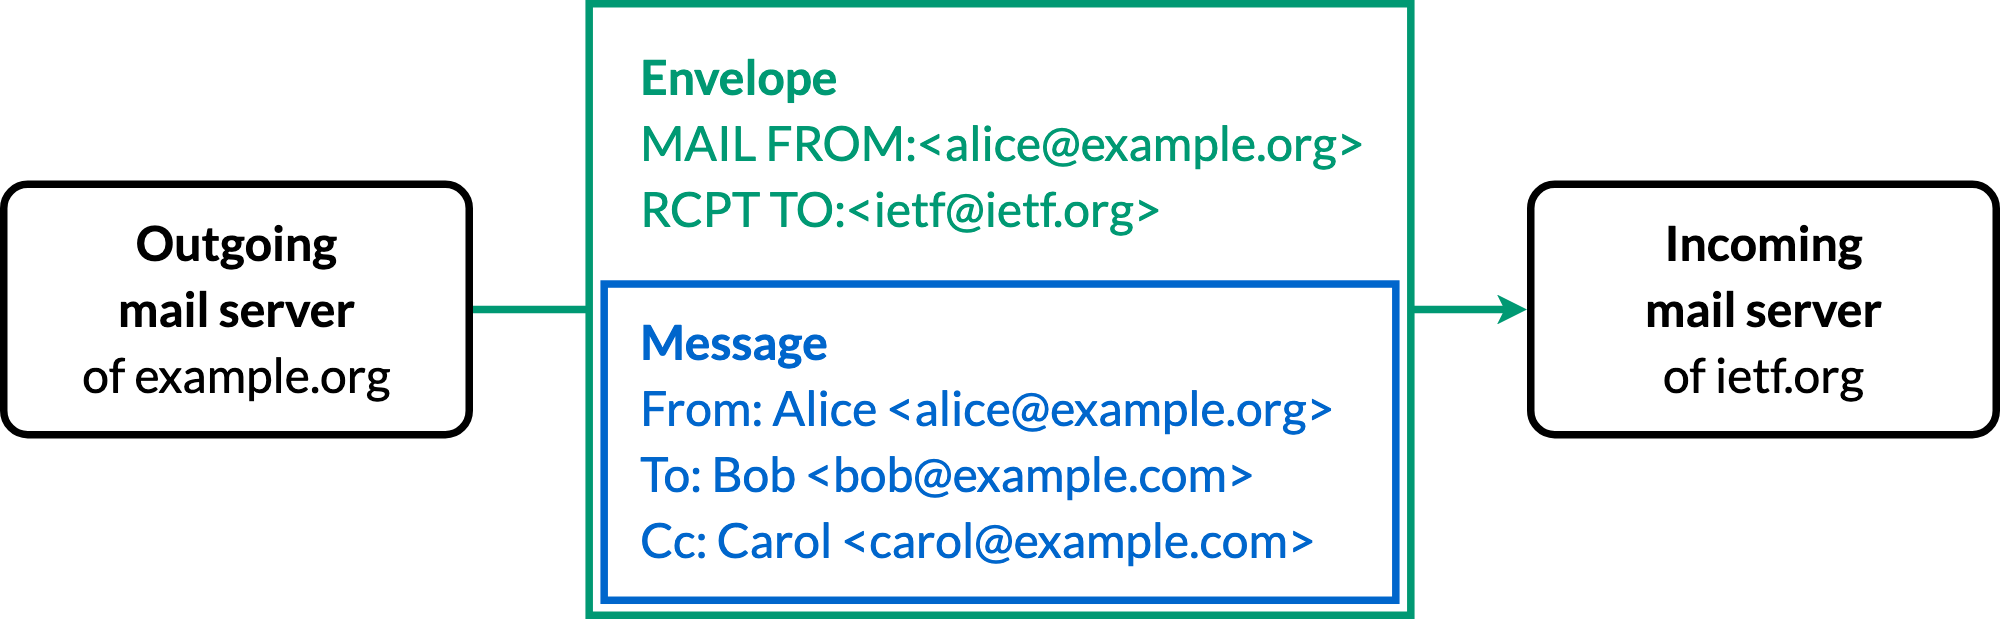 Outgoing
mail server
of example.org
Envelope
MAIL FROM:<alice@example.org>
RCPT TO:<ietf@ietf.org>
Message
From: Alice <alice@example.org>
To: Bob <bob@example.com>
Cc: Carol <carol@example.com>
Incoming
mail server
of ietf.org